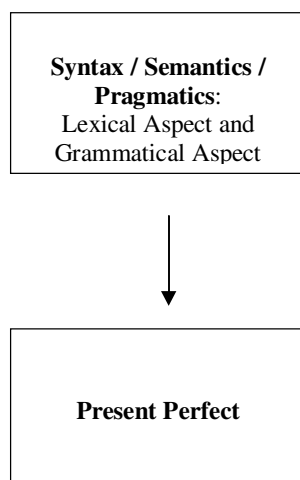 Syntax / Semantics /
Pragmatics:
Lexical Aspect and
Grammatical Aspect
Present Perfect